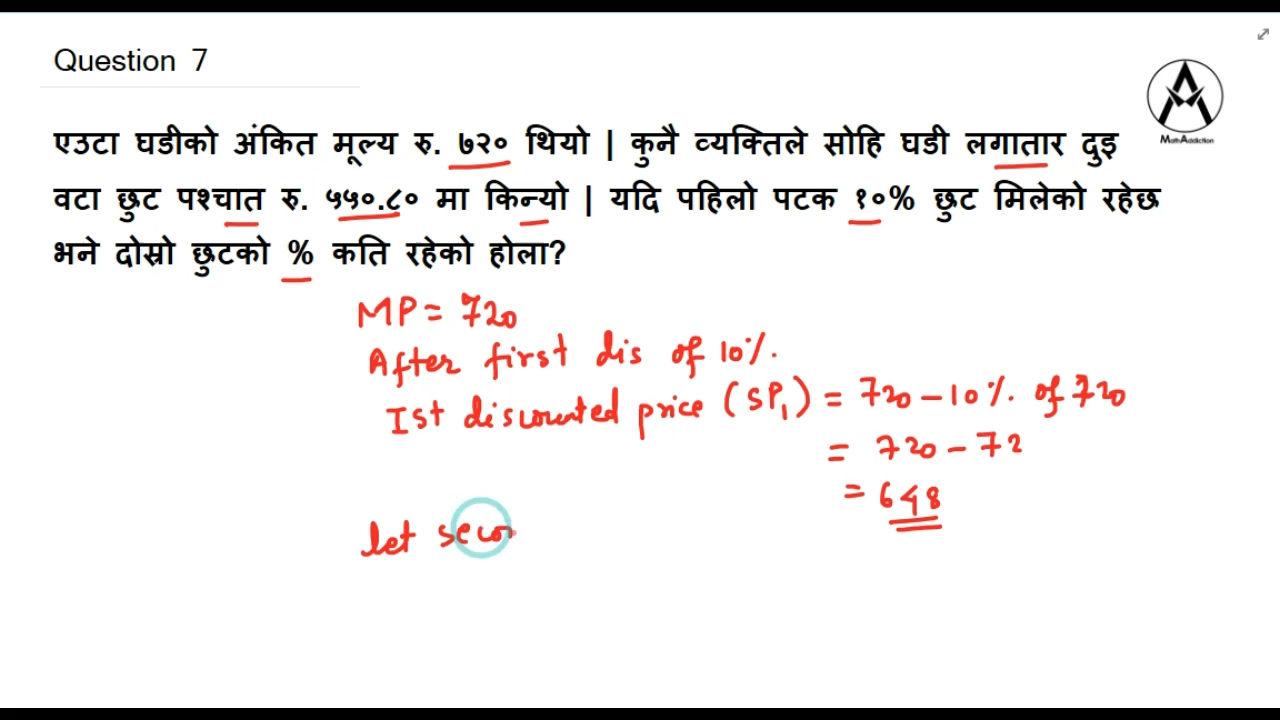 Question 7
एउटा घडीको अंकित मूल्य रु. ७२० थियो | कुनै व्यक्तिले सोहि घडी लगातार दुइ
वटा छुट पश्चात रु. ५५०.८० मा किन्यो | यदि पहिलो पटक १०% छुट मिलेको रहेछ
भने दोस्रो छुटको % कति रहेको होला?
MathAddiction
MP = 720
After first dis of 10%.
Ist discounted price (SP₁) = 720 - 10% of 720
= 720 - 72
= 648
let secon